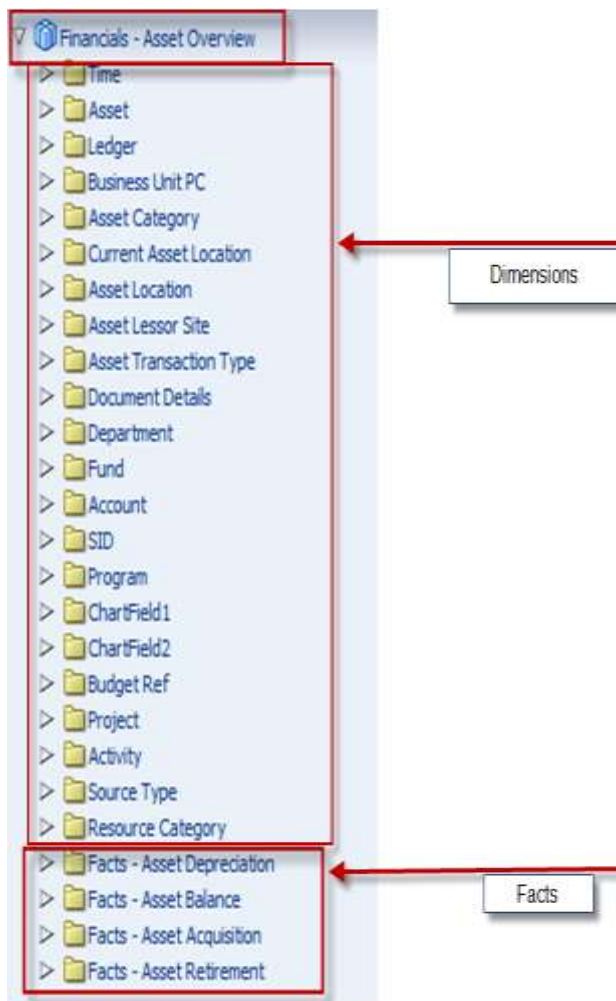 Financials - Asset Overview
Time
Asset
Ledger
Business Unit PC
Asset Category
Current Asset Location
Asset Location
Asset Lessor Site
Asset Transaction Type
Document Details
Department
Fund
Account
SID
Program
ChartField1
ChartField2
Budget Ref
Project
Activity
Source Type
Resource Category
Facts - Asset Depreciation
Facts - Asset Balance
Facts - Asset Acquisition
Facts - Asset Retirement
Dimensions
Facts